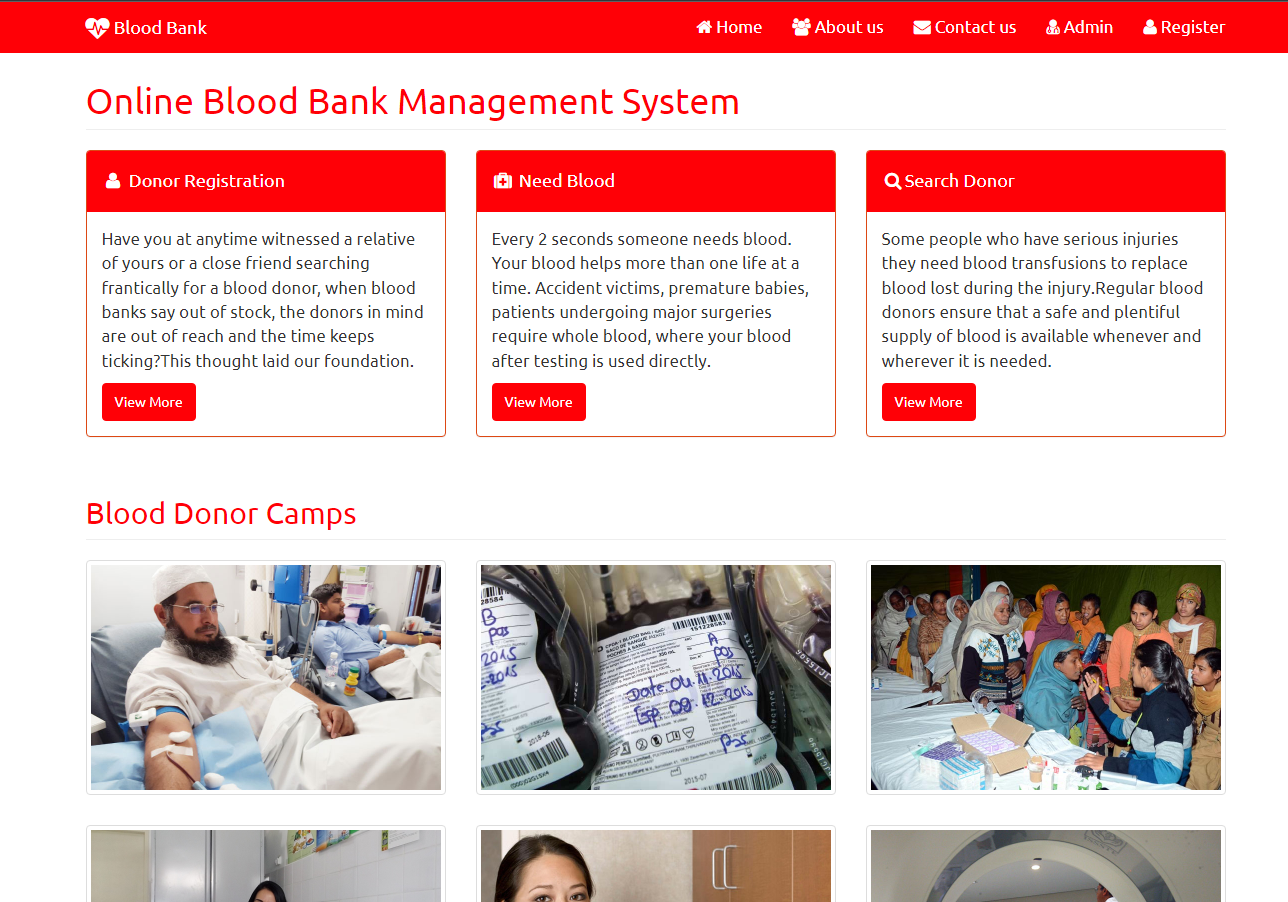 Blood Bank
Home
About us
Contact us
Admin
Register
Online Blood Bank Management System
Donor Registration
Have you at anytime witnessed a relative
of yours or a close friend searching
frantically for a blood donor, when blood
banks say out of stock, the donors in mind
are out of reach and the time keeps
ticking?This thought laid our foundation.
View More
Need Blood
Every 2 seconds someone needs blood.
Your blood helps more than one life at a
time. Accident victims, premature babies,
patients undergoing major surgeries
require whole blood, where your blood
after testing is used directly.
View More
Search Donor
Some people who have serious injuries
they need blood transfusions to replace
blood lost during the injury.Regular blood
donors ensure that a safe and plentiful
supply of blood is available whenever and
wherever it is needed.
View More
Blood Donor Camps
28584
B
pos
2015
2015
2015-06
151228583
A
pos
Date. 04.11.2015
Exp. 09.12.2015
2015-07